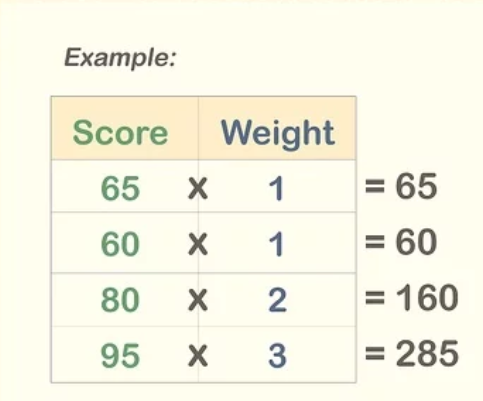 Example:
Score Weight
65 x 1 = 65
60 x 1 = 60
80 x 2 = 160
95 x 3 = 285